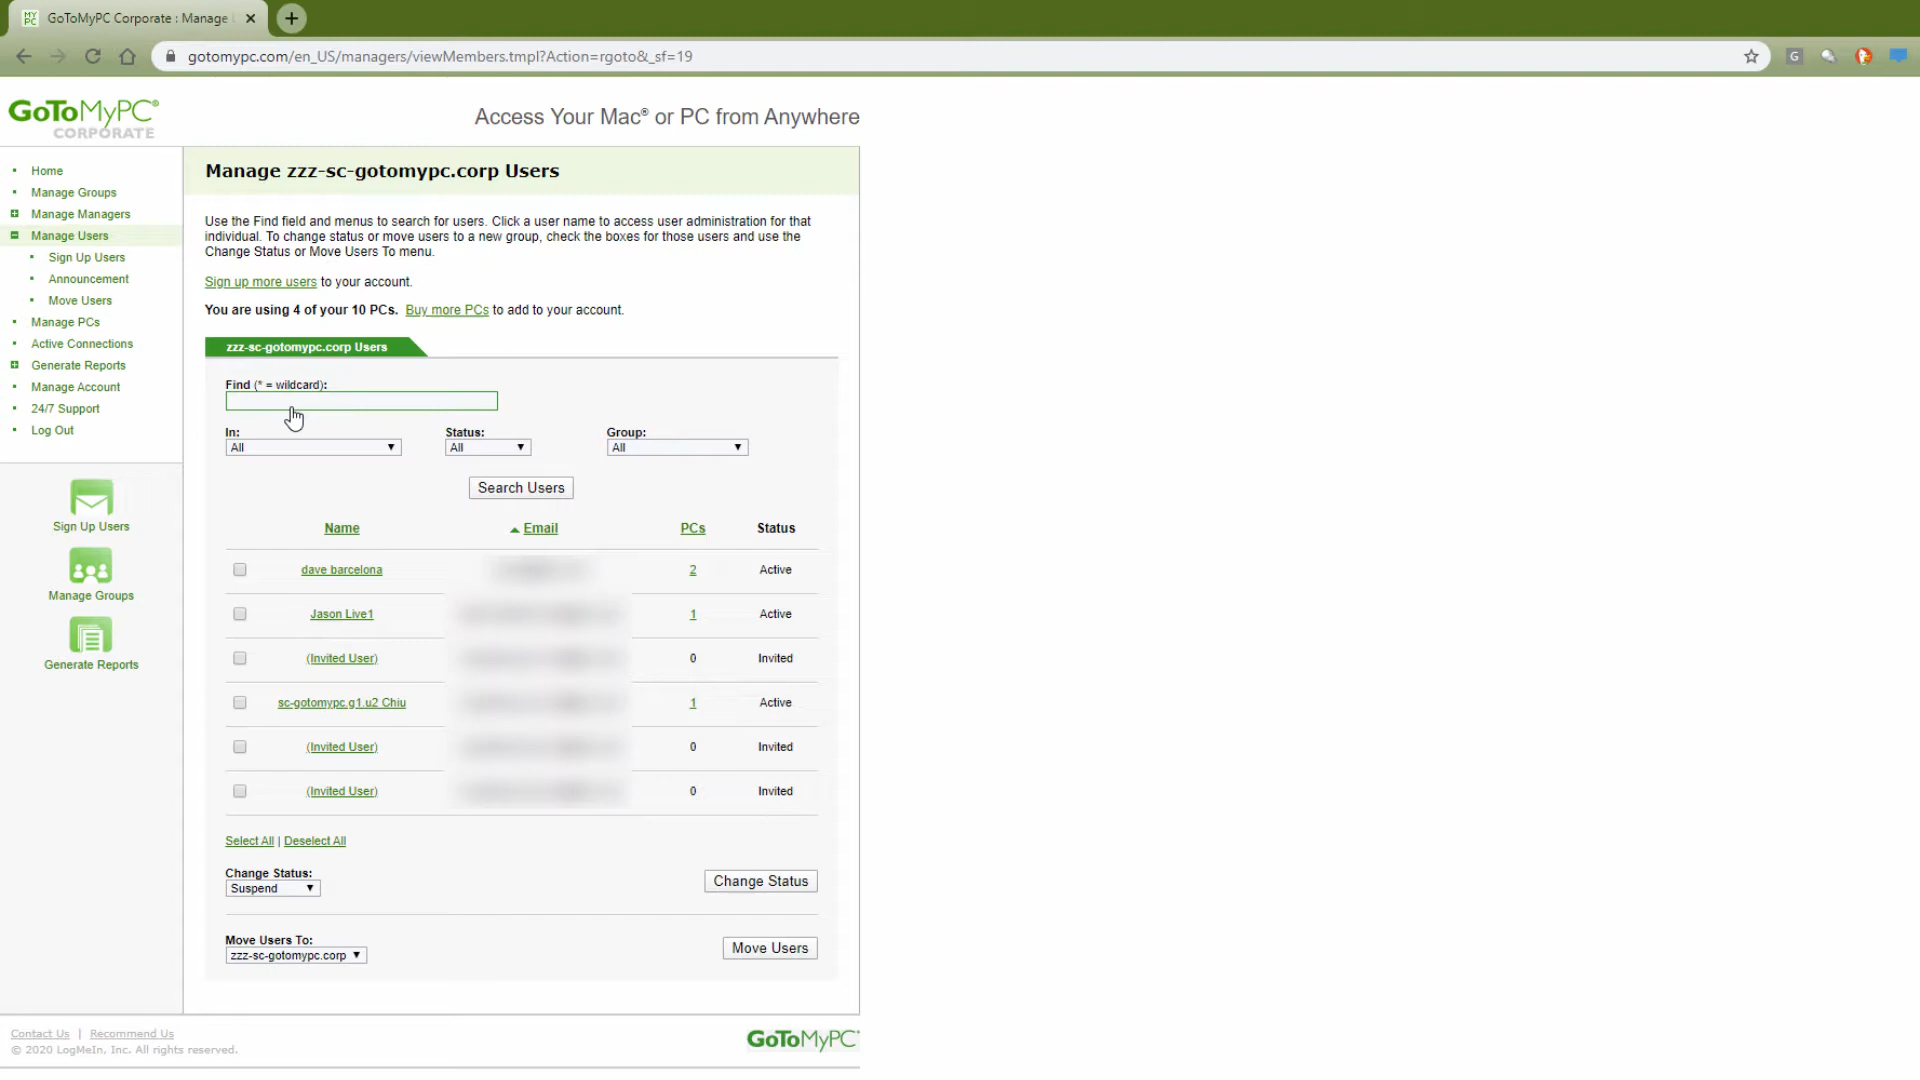 GoToMyPC Corporate : Manage
gotomypc.com/en_US/managers/viewMembers.tmpl?Action=rgoto&_sf=19
GoToMyPC®
CORPORATE
Access Your Mac® or PC from Anywhere
Home
Manage Groups
Manage Managers
Manage Users
Sign Up Users
Announcement
Move Users
Manage PCs
Active Connections
Generate Reports
Manage Account
24/7 Support
Log Out
Sign Up Users
Manage Groups
Generate Reports
Manage zzz-sc-gotomypc.corp Users
Use the Find field and menus to search for users. Click a user name to access user administration for that
individual. To change status or move users to a new group, check the boxes for those users and use the
Change Status or Move Users To menu.
Sign up more users to your account.
You are using 4 of your 10 PCs. Buy more PCs to add to your account.
zzz-sc-gotomypc.corp Users
Find (* = wildcard):
In: Status: Group:
All All All
Search Users
Name Email PCs Status
dave barcelona 2 Active
Jason Live1 1 Active
(Invited User) 0 Invited
sc-gotomypc.g1.u2 Chiu 1 Active
(Invited User) 0 Invited
(Invited User) 0 Invited
Select All | Deselect All
Change Status:
Suspend Change Status
Move Users To:
zzz-sc-gotomypc.corp Move Users
Contact Us | Recommend Us
© 2020 LogMeIn, Inc. All rights reserved.
GoToMyPC